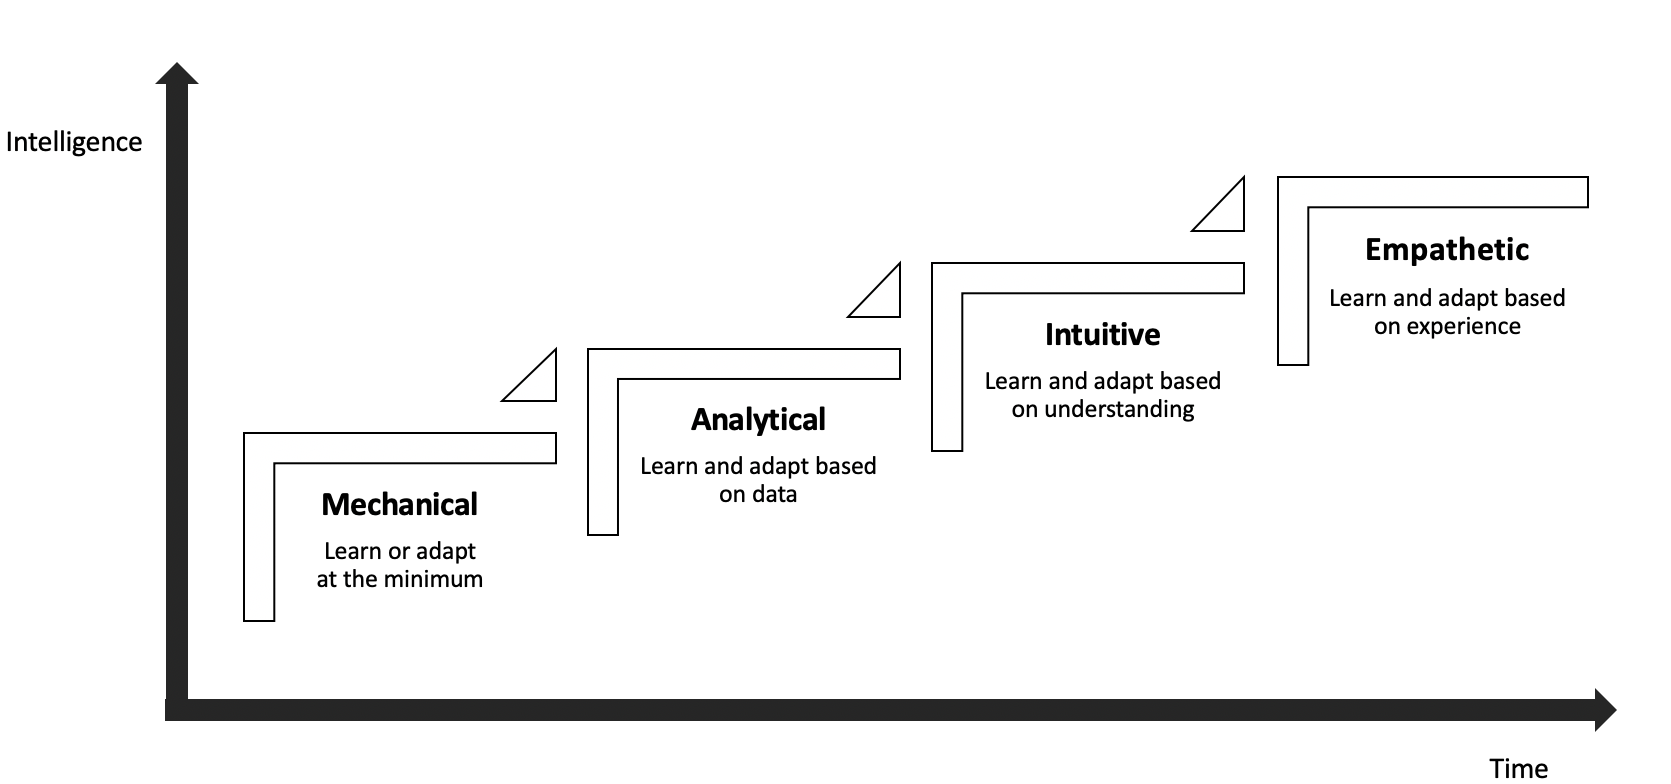 Intelligence
Mechanical
Learn or adapt
at the minimum
Analytical
Learn and adapt based
on data
Intuitive
Learn and adapt based
on understanding
Empathetic
Learn and adapt based
on experience
Time